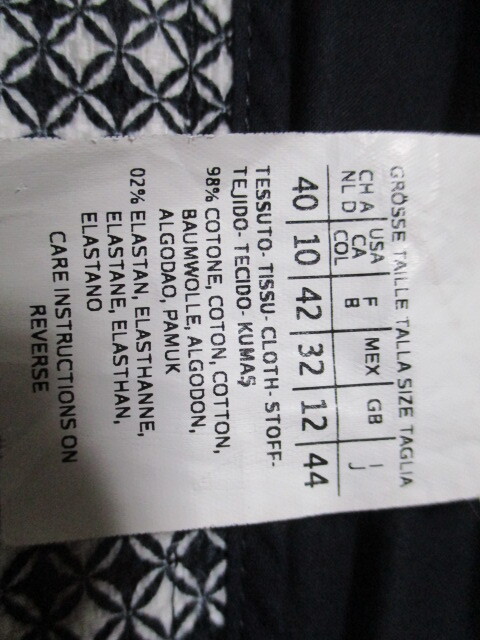 GRÖSSE TAILLE TALLA SIZE TAGLIA
CH A USA F MEX GB I
NL D CA B J
COL
40 10 42 32 12 44
TESSUTO- TISSU- CLOTH- STOFF-
TEJIDO- TECIDO- KUMAŞ
98% COTONE, COTON, COTTON,
BAUMWOLLE, ALGODON,
ALGODAO, PAMUK
02% ELASTAN, ELASTHANNE,
ELASTANE, ELASTHAN,
ELASTANO
CARE INSTRUCTIONS ON
REVERSE